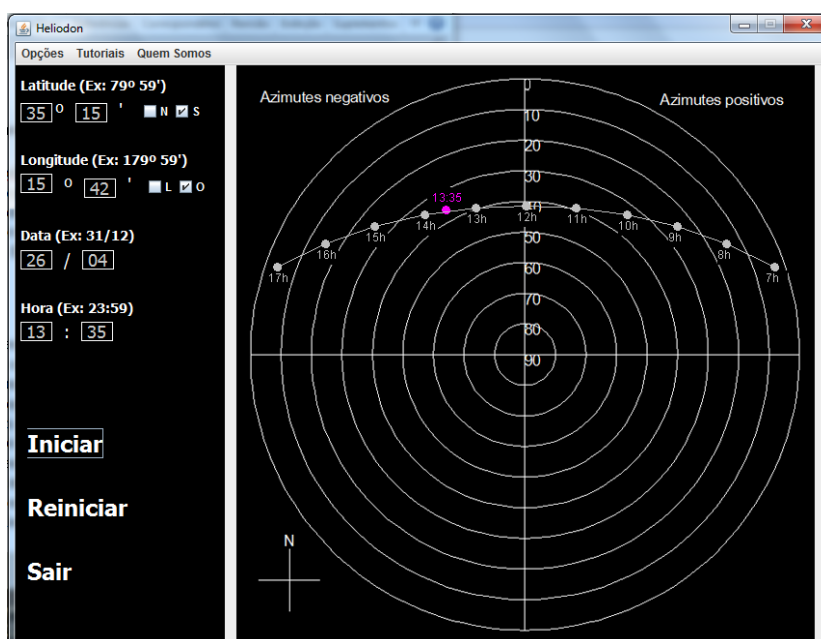 Heliodon
Opções Tutoriais Quem Somos
Latitude (Ex: 79º 59')
35 º 15 ' N S
Longitude (Ex: 179º 59')
15 º 42 ' L O
Data (Ex: 31/12)
26 / 04
Hora (Ex: 23:59)
13 : 35
Iniciar
Reiniciar
Sair
Azimutes negativos
Azimutes positivos
0
10
20
30
50
60
70
80
90
13:35
17h
16h
15h
14h
13h
12h
11h
10h
9h
8h
7h
N